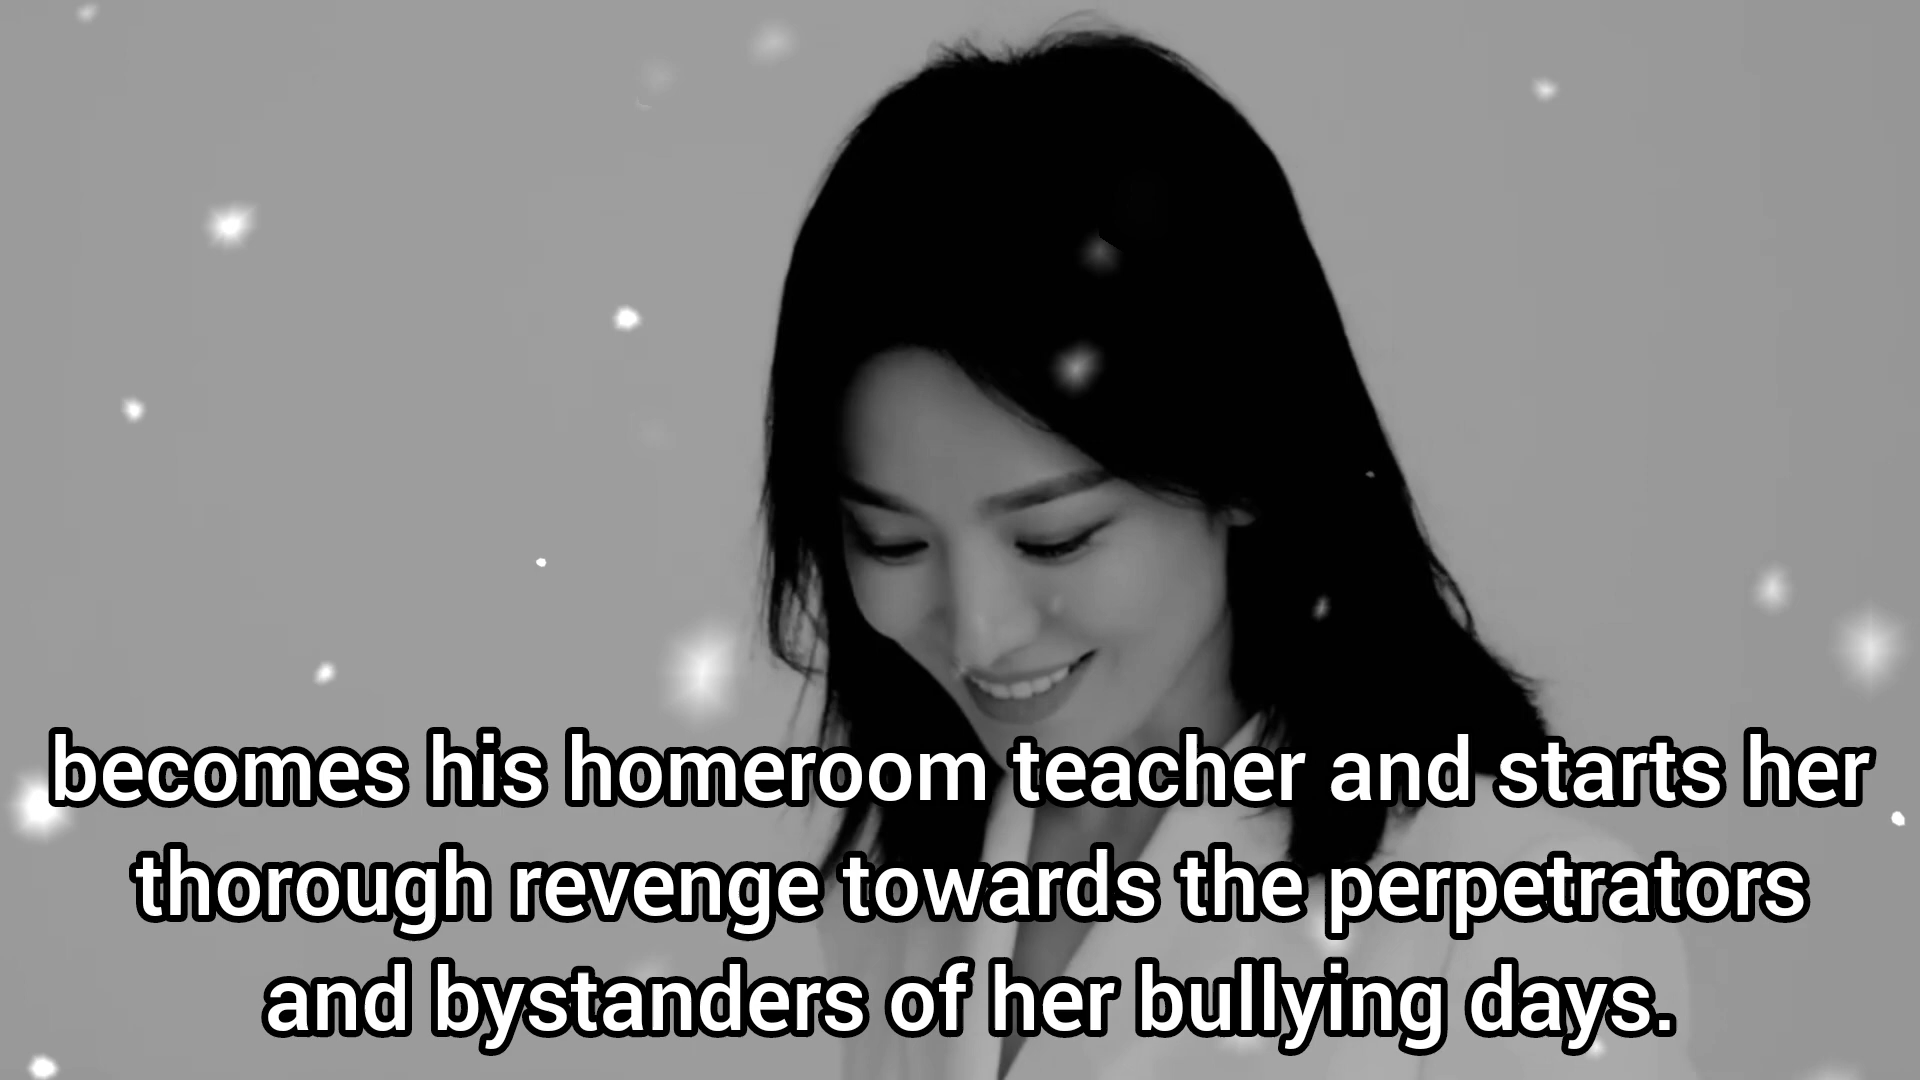 becomes his homeroom teacher and starts her
thorough revenge towards the perpetrators
and bystanders of her bullying days.